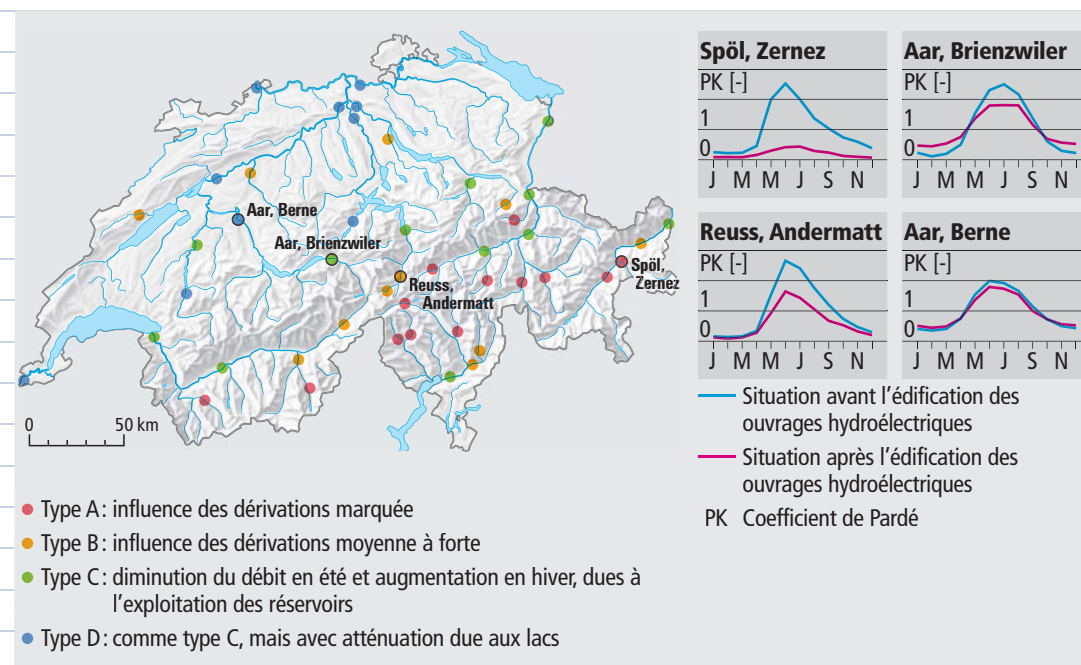 Aar, Berne
Aar, Brienzwiler
Reuss,
Andermatt
Spöl,
Zernez
0 50 km
Spöl, Zernez
PK [-]
1
0
J M M J S N
Aar, Brienzwiler
PK [-]
1
0
J M M J S N
Reuss, Andermatt
PK [-]
1
0
J M M J S N
Aar, Berne
PK [-]
1
0
J M M J S N
Situation avant l’édification des
ouvrages hydroélectriques
Situation après l’édification des
ouvrages hydroélectriques
PK Coefficient de Pardé
Type A: influence des dérivations marquée
Type B: influence des dérivations moyenne à forte
Type C: diminution du débit en été et augmentation en hiver, dues à
l’exploitation des réservoirs
Type D: comme type C, mais avec atténuation due aux lacs